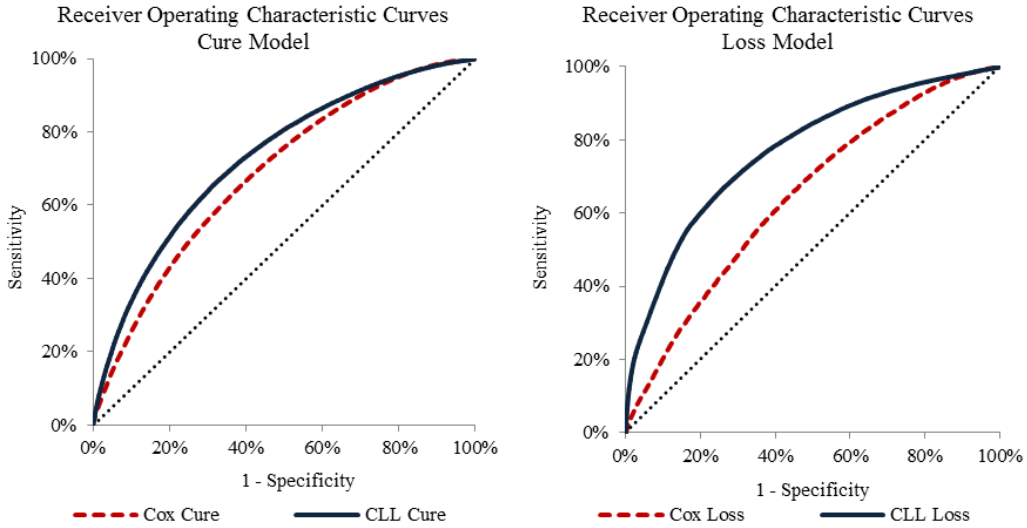 Receiver Operating Characteristic Curves
Cure Model
100%
80%
60%
40%
20%
0%
Sensitivity
0% 20% 40% 60% 80% 100%
1 - Specificity
Cox Cure CLL Cure
Receiver Operating Characteristic Curves
Loss Model
100%
80%
60%
40%
20%
0%
Sensitivity
0% 20% 40% 60% 80% 100%
1 - Specificity
Cox Loss CLL Loss